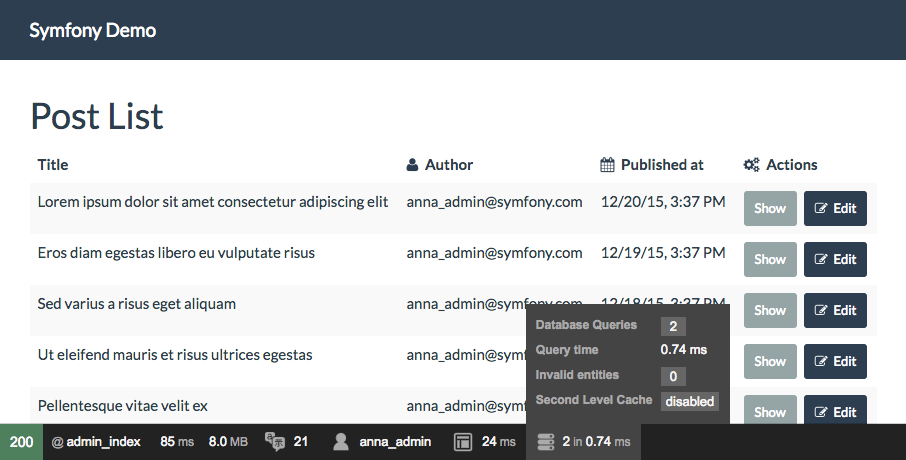 Symfony Demo
Post List
Title Author Published at Actions
Lorem ipsum dolor sit amet consectetur adipiscing elit anna_admin@symfony.com 12/20/15, 3:37 PM Show Edit
Eros diam egestas libero eu vulputate risus anna_admin@symfony.com 12/19/15, 3:37 PM Show Edit
Sed varius a risus eget aliquam anna_admin@symfony.com 12/18/15, 3:37 PM Show Edit
Ut eleifend mauris et risus ultrices egestas anna_admin@symf Show Edit
Pellentesque vitae velit ex anna_admin@symf Show Edit
Database Queries 2
Query time 0.74 ms
Invalid entities 0
Second Level Cache disabled
200 @ admin_index 85 ms 8.0 MB 21 anna_admin 24 ms 2 in 0.74 ms